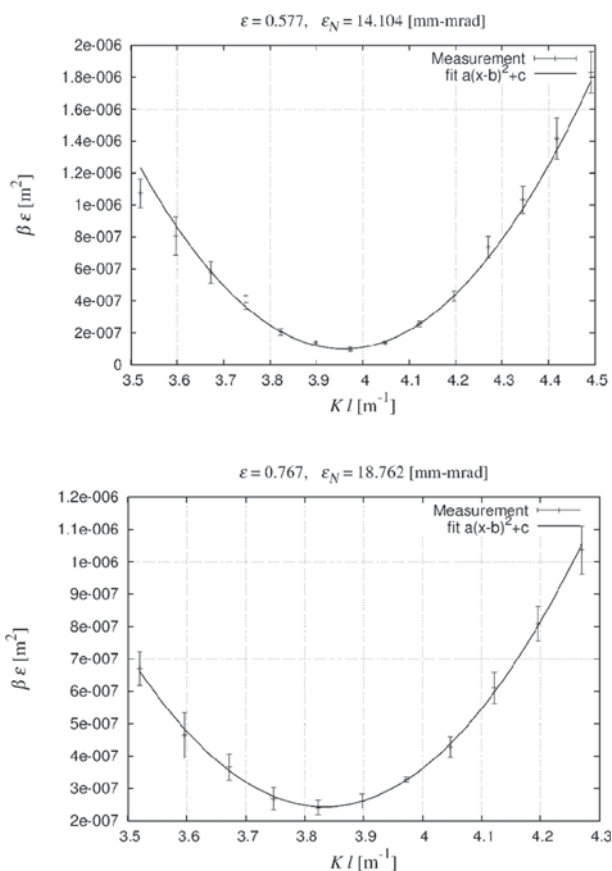 ε = 0.577, ε_N = 14.104 [mm-mrad]
Measurement
fit a(x-b)²+c
2e-006
1.8e-006
1.6e-006
1.4e-006
1.2e-006
1e-006
8e-007
6e-007
4e-007
2e-007
0
β ε [m²]
3.5 3.6 3.7 3.8 3.9 4 4.1 4.2 4.3 4.4 4.5
K l [m⁻¹]
ε = 0.767, ε_N = 18.762 [mm-mrad]
Measurement
fit a(x-b)²+c
1.2e-006
1.1e-006
1e-006
9e-007
8e-007
7e-007
6e-007
5e-007
4e-007
3e-007
2e-007
β ε [m²]
3.5 3.6 3.7 3.8 3.9 4 4.1 4.2 4.3
K l [m⁻¹]